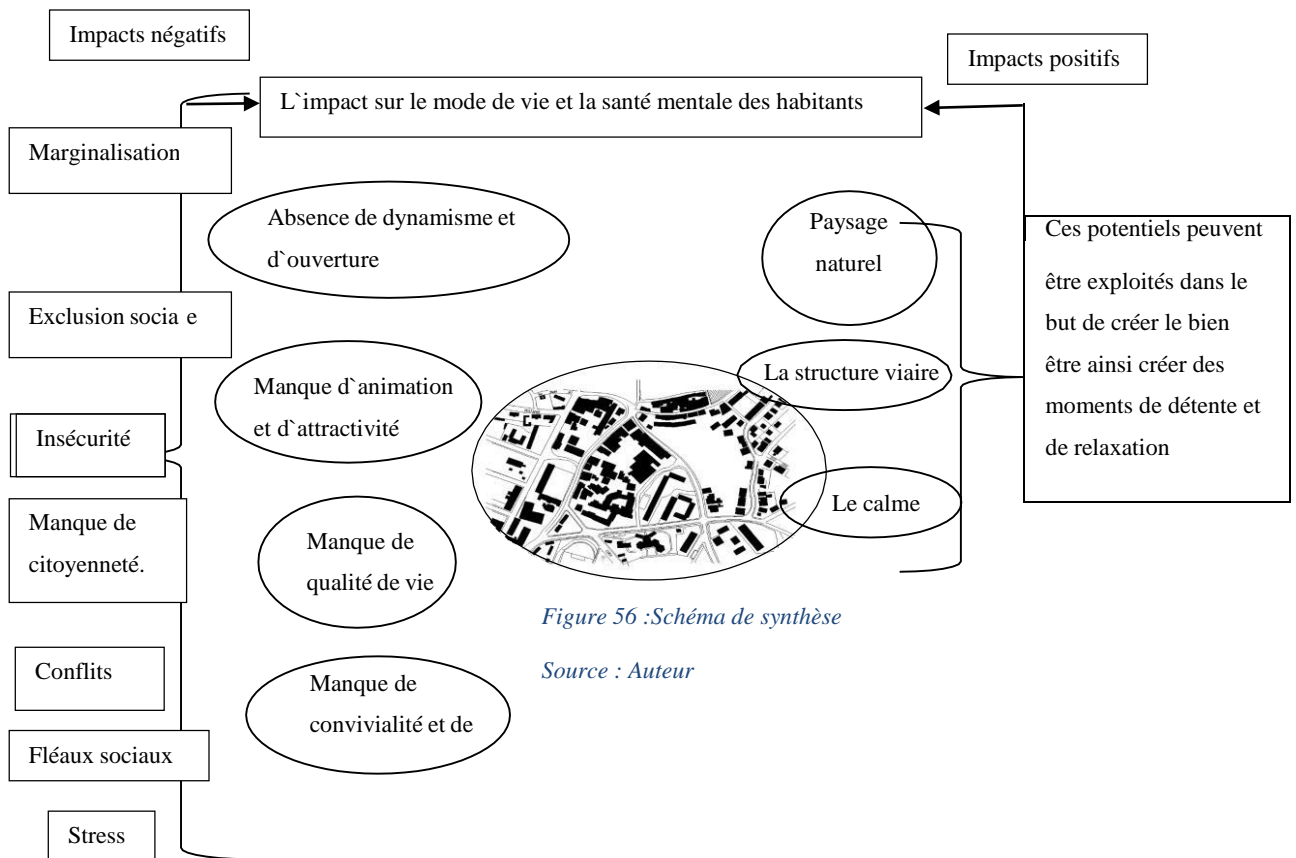 Impacts négatifs
Impacts positifs
L`impact sur le mode de vie et la santé mentale des habitants
Marginalisation
Absence de dynamisme et
d`ouverture
Paysage
naturel
Ces potentiels peuvent
être exploités dans le
but de créer le bien
être ainsi créer des
moments de détente et
de relaxation
Exclusion socia e
Manque d`animation
et d`attractivité
La structure viaire
Insécurité
Le calme
Manque de
citoyenneté.
Manque de
qualité de vie
Figure 56 :Schéma de synthèse
Source : Auteur
Conflits
Manque de
convivialité et de
Fléaux sociaux
Stress